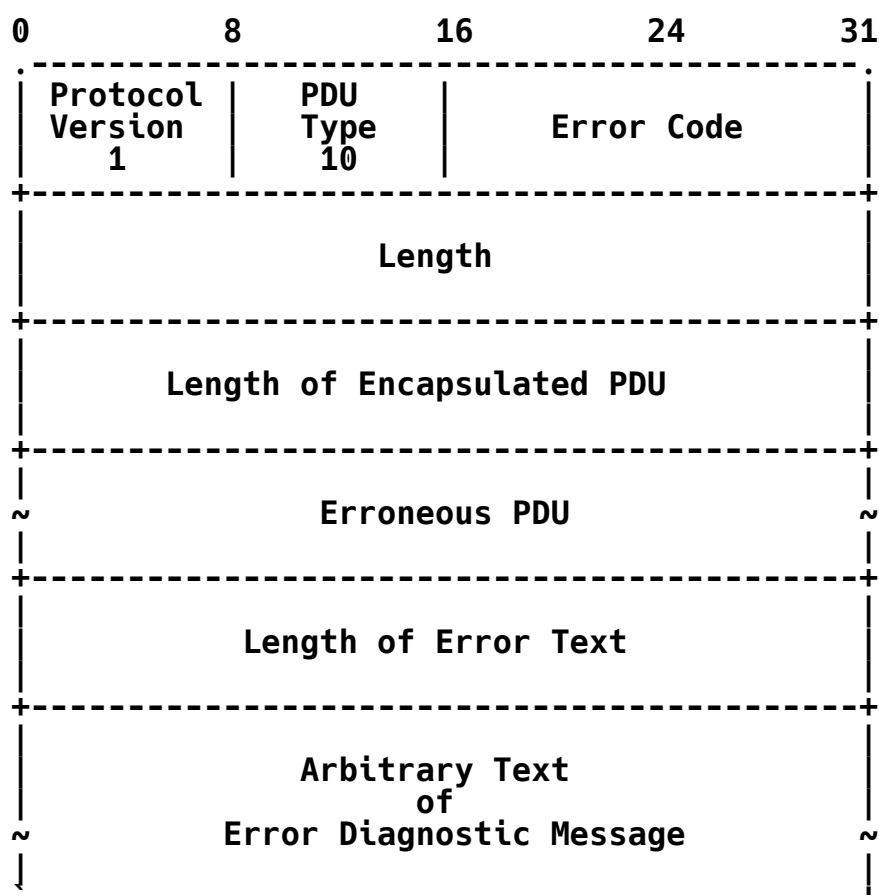 0          8           16          24         31
.-------------------------------------------.
| Protocol |   PDU    |                     |
| Version  |   Type   |     Error Code      |
|    1     |    10    |                     |
+-------------------------------------------+
|                                           |
|                  Length                   |
|                                           |
+-------------------------------------------+
|                                           |
|       Length of Encapsulated PDU          |
|                                           |
+-------------------------------------------+
|                                           |
~               Erroneous PDU               ~
|                                           |
+-------------------------------------------+
|                                           |
|           Length of Error Text            |
|                                           |
+-------------------------------------------+
|                                           |
|              Arbitrary Text               |
|                    of                     |
~          Error Diagnostic Message         ~
|                                           |